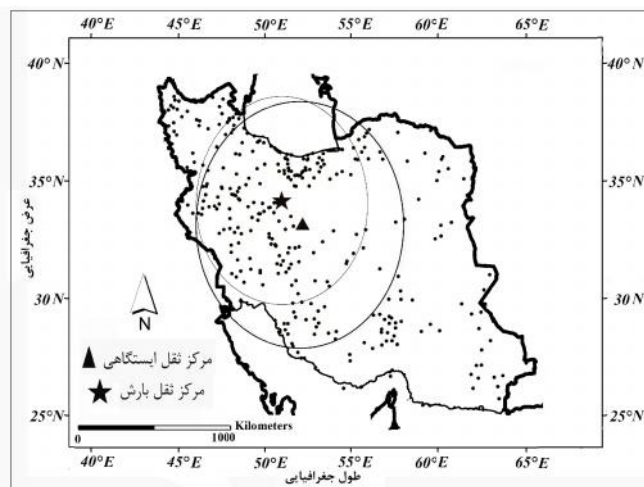 40° E 45°E 50°E 55°E 60°E 65°E
40° N
40° N
35°N
35°N
30°N
30°N
25°N
25°N
عرض جغرافیایی
N
مرکز ثقل ایستگاهی
مرکز ثقل بارش
Kilometers
0 1000
40° E 45°E 50°E 55°E 60°E 65°E
طول جغرافیایی